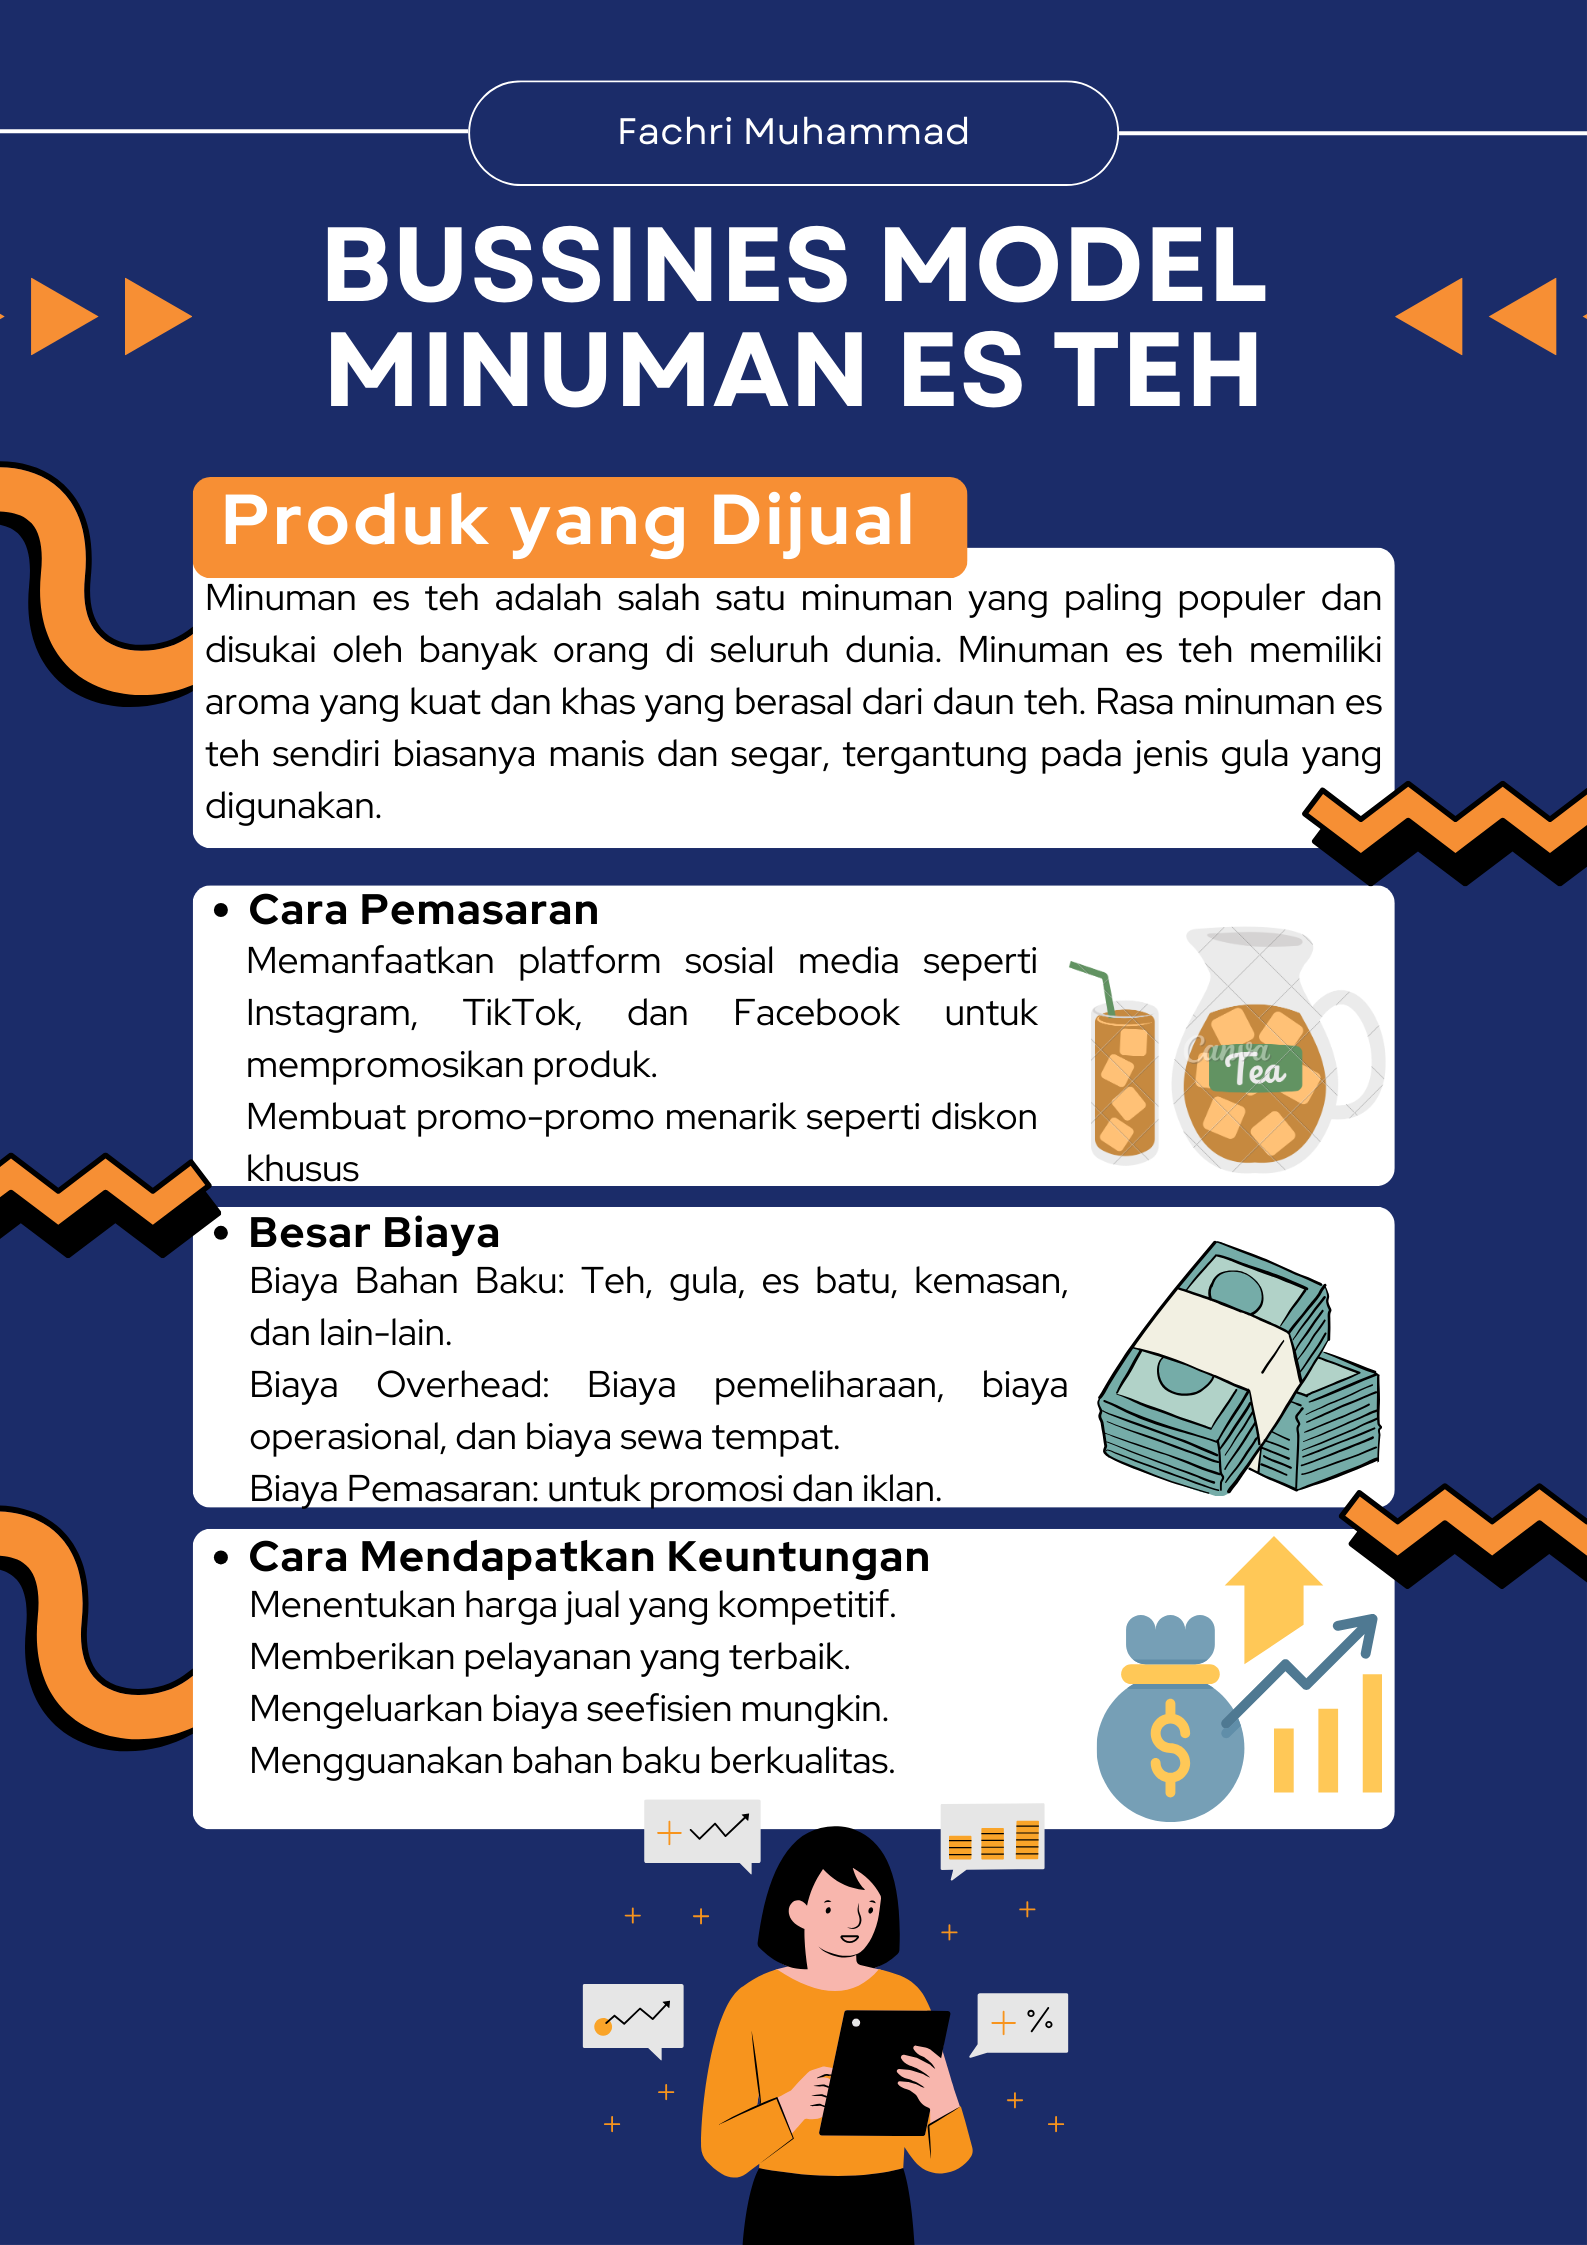 Fachri Muhammad
BUSSINES MODEL
MINUMAN ES TEH
Produk yang Dijual
Minuman es teh adalah salah satu minuman yang paling populer dan
disukai oleh banyak orang di seluruh dunia. Minuman es teh memiliki
aroma yang kuat dan khas yang berasal dari daun teh. Rasa minuman es
teh sendiri biasanya manis dan segar, tergantung pada jenis gula yang
digunakan.
• Cara Pemasaran
Memanfaatkan platform sosial media seperti
Instagram, TikTok, dan Facebook untuk
mempromosikan produk.
Membuat promo-promo menarik seperti diskon
khusus
Canva
Tea
• Besar Biaya
Biaya Bahan Baku: Teh, gula, es batu, kemasan,
dan lain-lain.
Biaya Overhead: Biaya pemeliharaan, biaya
operasional, dan biaya sewa tempat.
Biaya Pemasaran: untuk promosi dan iklan.
• Cara Mendapatkan Keuntungan
Menentukan harga jual yang kompetitif.
Memberikan pelayanan yang terbaik.
Mengeluarkan biaya seefisien mungkin.
Mengguanakan bahan baku berkualitas.
$
+ %